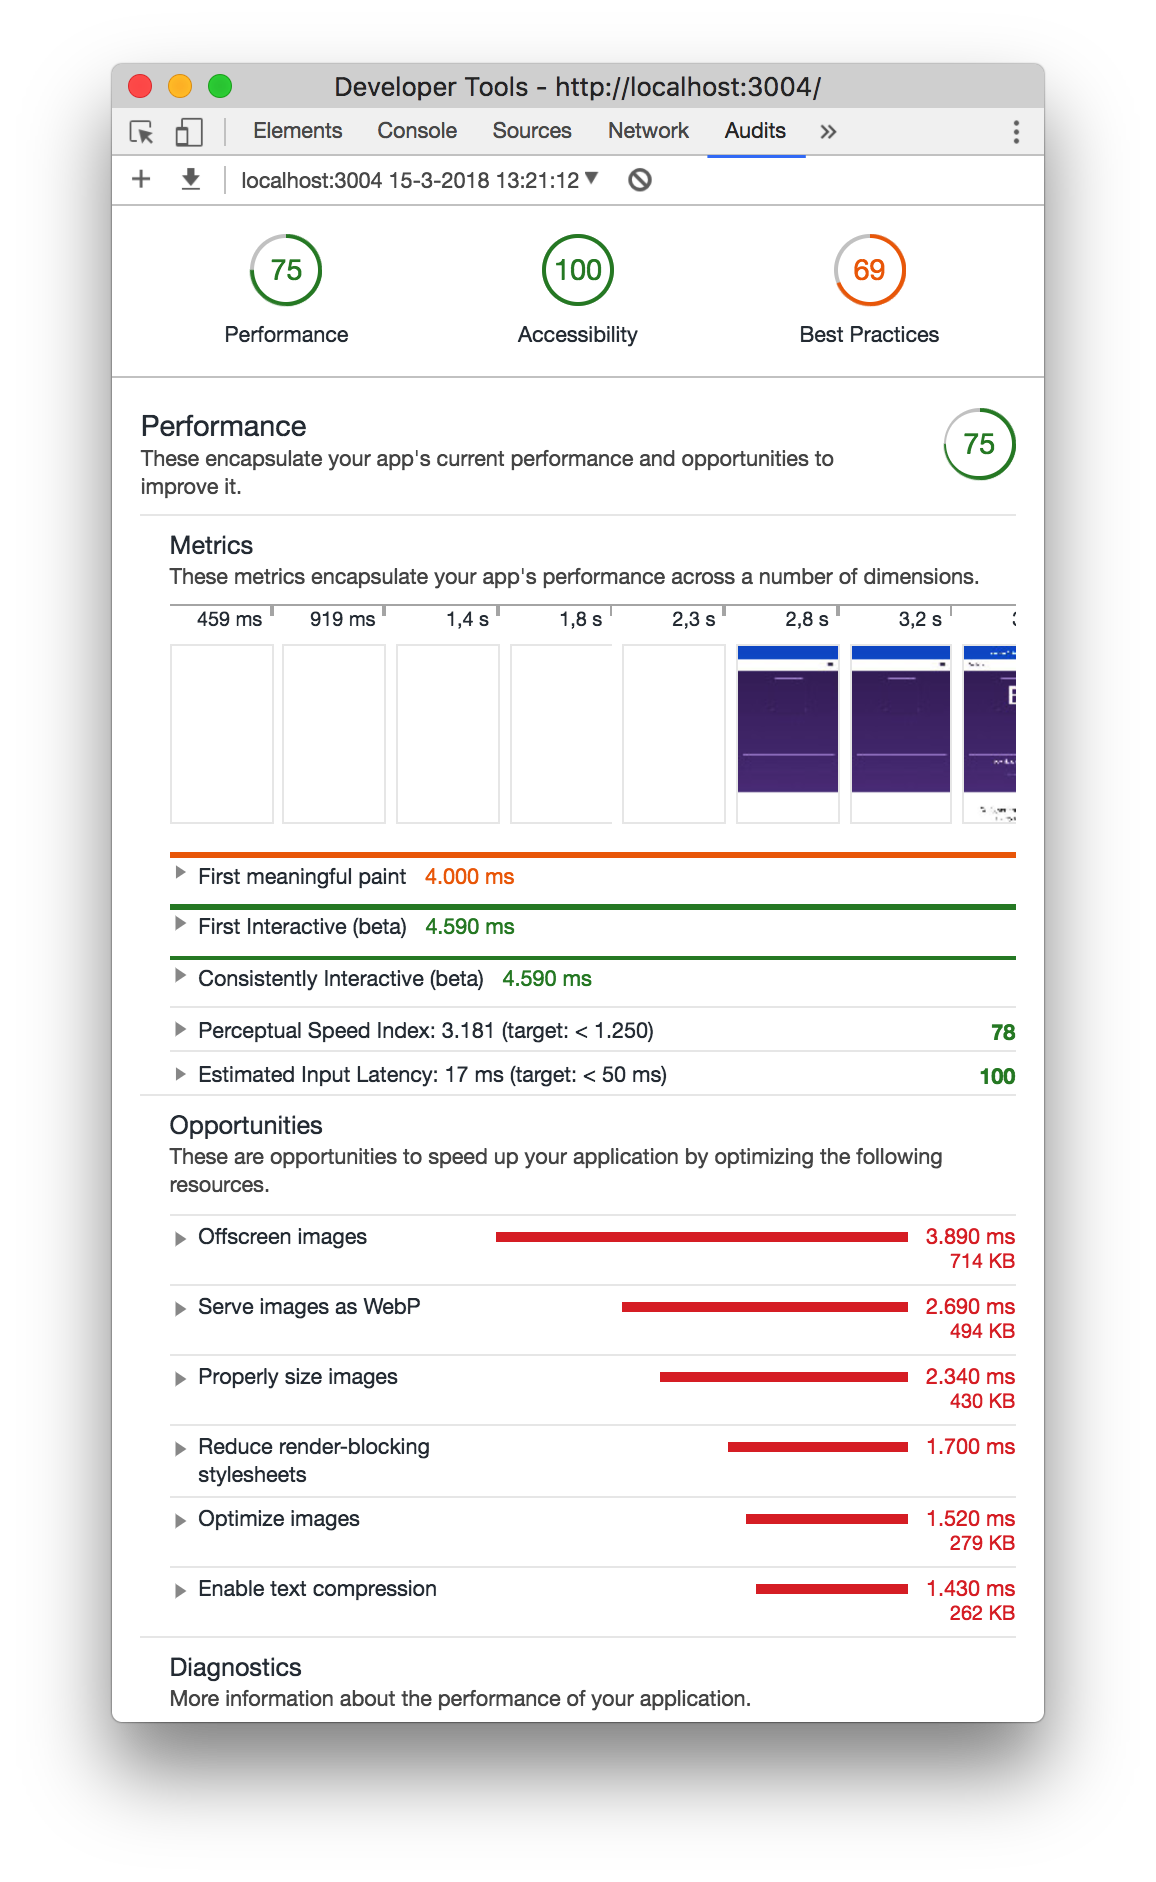 Developer Tools - http://localhost:3004/
Elements Console Sources Network Audits »
localhost:3004 15-3-2018 13:21:12
75 100 69
Performance Accessibility Best Practices
Performance
75
These encapsulate your app's current performance and opportunities to
improve it.
Metrics
These metrics encapsulate your app's performance across a number of dimensions.
459 ms 919 ms 1,4 s 1,8 s 2,3 s 2,8 s 3,2 s
First meaningful paint 4.000 ms
First Interactive (beta) 4.590 ms
Consistently Interactive (beta) 4.590 ms
Perceptual Speed Index: 3.181 (target: < 1.250) 78
Estimated Input Latency: 17 ms (target: < 50 ms) 100
Opportunities
These are opportunities to speed up your application by optimizing the following
resources.
Offscreen images 3.890 ms
714 KB
Serve images as WebP 2.690 ms
494 KB
Properly size images 2.340 ms
430 KB
Reduce render-blocking 1.700 ms
stylesheets
Optimize images 1.520 ms
279 KB
Enable text compression 1.430 ms
262 KB
Diagnostics
More information about the performance of your application.